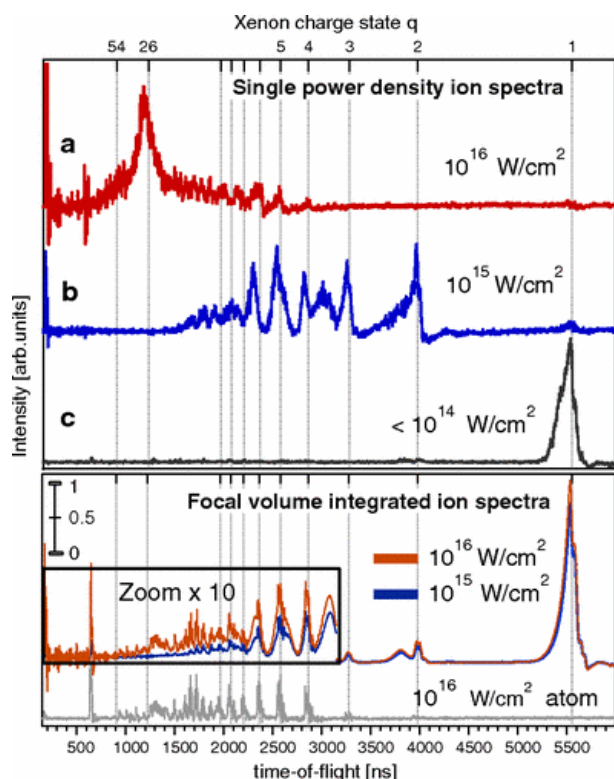 Xenon charge state q
54 26 5 4 3 2 1
Single power density ion spectra
a
10^16 W/cm^2
b
10^15 W/cm^2
c
< 10^14 W/cm^2
Intensity [arb.units]
Focal volume integrated ion spectra
1
0.5
0
10^16 W/cm^2
10^15 W/cm^2
Zoom x 10
10^16 W/cm^2 atom
500 1000 1500 2000 2500 3000 3500 4000 4500 5000 5500
time-of-flight [ns]